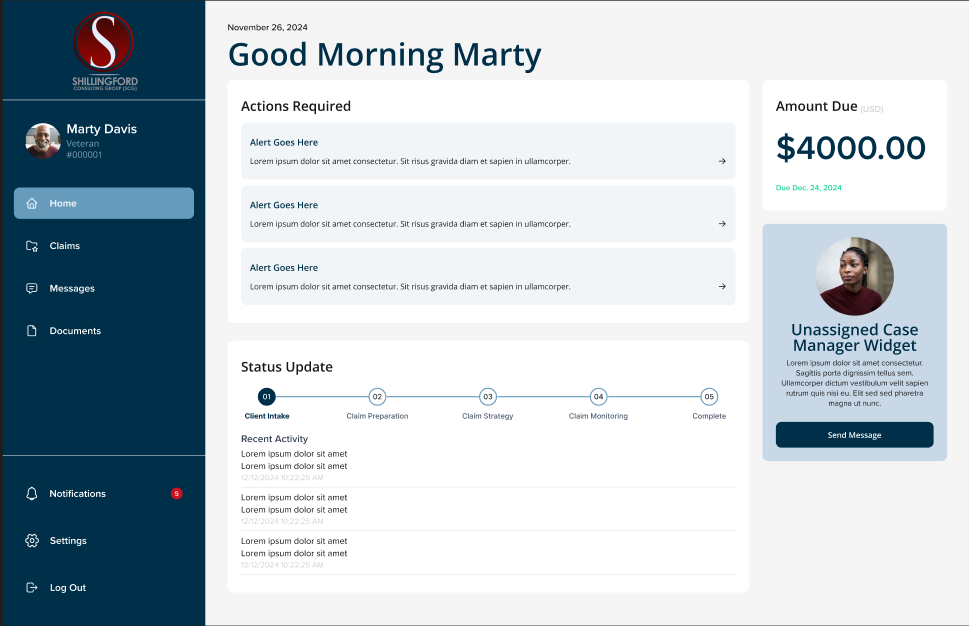 S
SHILLINGFORD
CONSULTING GROUP (SCG)
Marty Davis
Veteran
#000001
Home
Claims
Messages
Documents
Notifications
5
Settings
Log Out
November 26, 2024
Good Morning Marty
Actions Required
Alert Goes Here
Lorem ipsum dolor sit amet consectetur. Sit risus gravida diam et sapien in ullamcorper.
Alert Goes Here
Lorem ipsum dolor sit amet consectetur. Sit risus gravida diam et sapien in ullamcorper.
Alert Goes Here
Lorem ipsum dolor sit amet consectetur. Sit risus gravida diam et sapien in ullamcorper.
Status Update
01 02 03 04 05
Client Intake Claim Preparation Claim Strategy Claim Monitoring Complete
Recent Activity
Lorem ipsum dolor sit amet
Lorem ipsum dolor sit amet
12/12/2024 10:22:25 AM
Lorem ipsum dolor sit amet
Lorem ipsum dolor sit amet
12/12/2024 10:22:25 AM
Lorem ipsum dolor sit amet
Lorem ipsum dolor sit amet
12/12/2024 10:22:25 AM
Amount Due (USD)
$4000.00
Due Dec. 24, 2024
Unassigned Case
Manager Widget
Lorem ipsum dolor sit amet consectetur.
Sagittis porta dignissim tellus sem.
Ullamcorper dictum vestibulum velit sapien
rutrum quis nisi eu. Elit sed sed pharetra
magna ut nunc.
Send Message